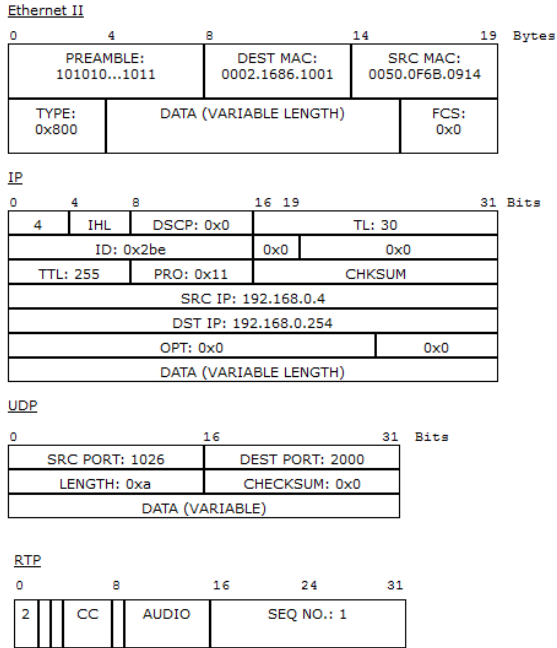 Ethernet II
0 4 8 14 19 Bytes
PREAMBLE: DEST MAC: SRC MAC:
101010...1011 0002.1686.1001 0050.0F6B.0914
TYPE: DATA (VARIABLE LENGTH) FCS:
0x800 0x0
IP
0 4 8 16 19 31 Bits
4 IHL DSCP: 0x0 TL: 30
ID: 0x2be 0x0 0x0
TTL: 255 PRO: 0x11 CHKSUM
SRC IP: 192.168.0.4
DST IP: 192.168.0.254
OPT: 0x0 0x0
DATA (VARIABLE LENGTH)
UDP
0 16 31 Bits
SRC PORT: 1026 DEST PORT: 2000
LENGTH: 0xa CHECKSUM: 0x0
DATA (VARIABLE)
RTP
0 8 16 24 31
2 CC AUDIO SEQ NO.: 1